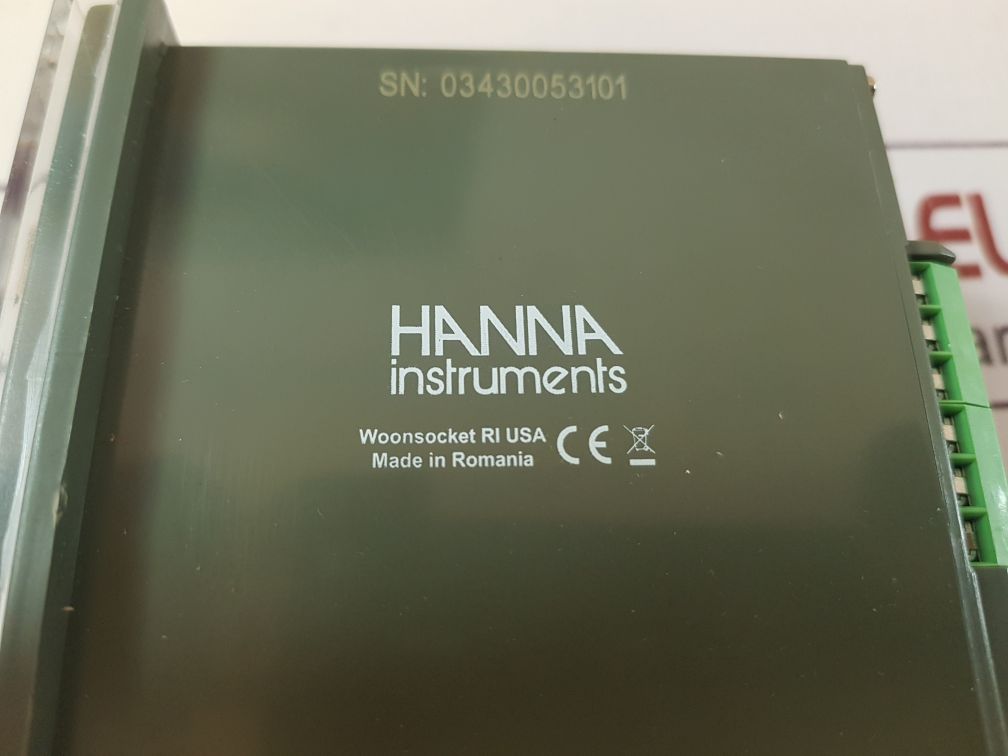 SN: 03430053101
HANNA
instruments
Woonsocket RI USA
Made in Romania
CE